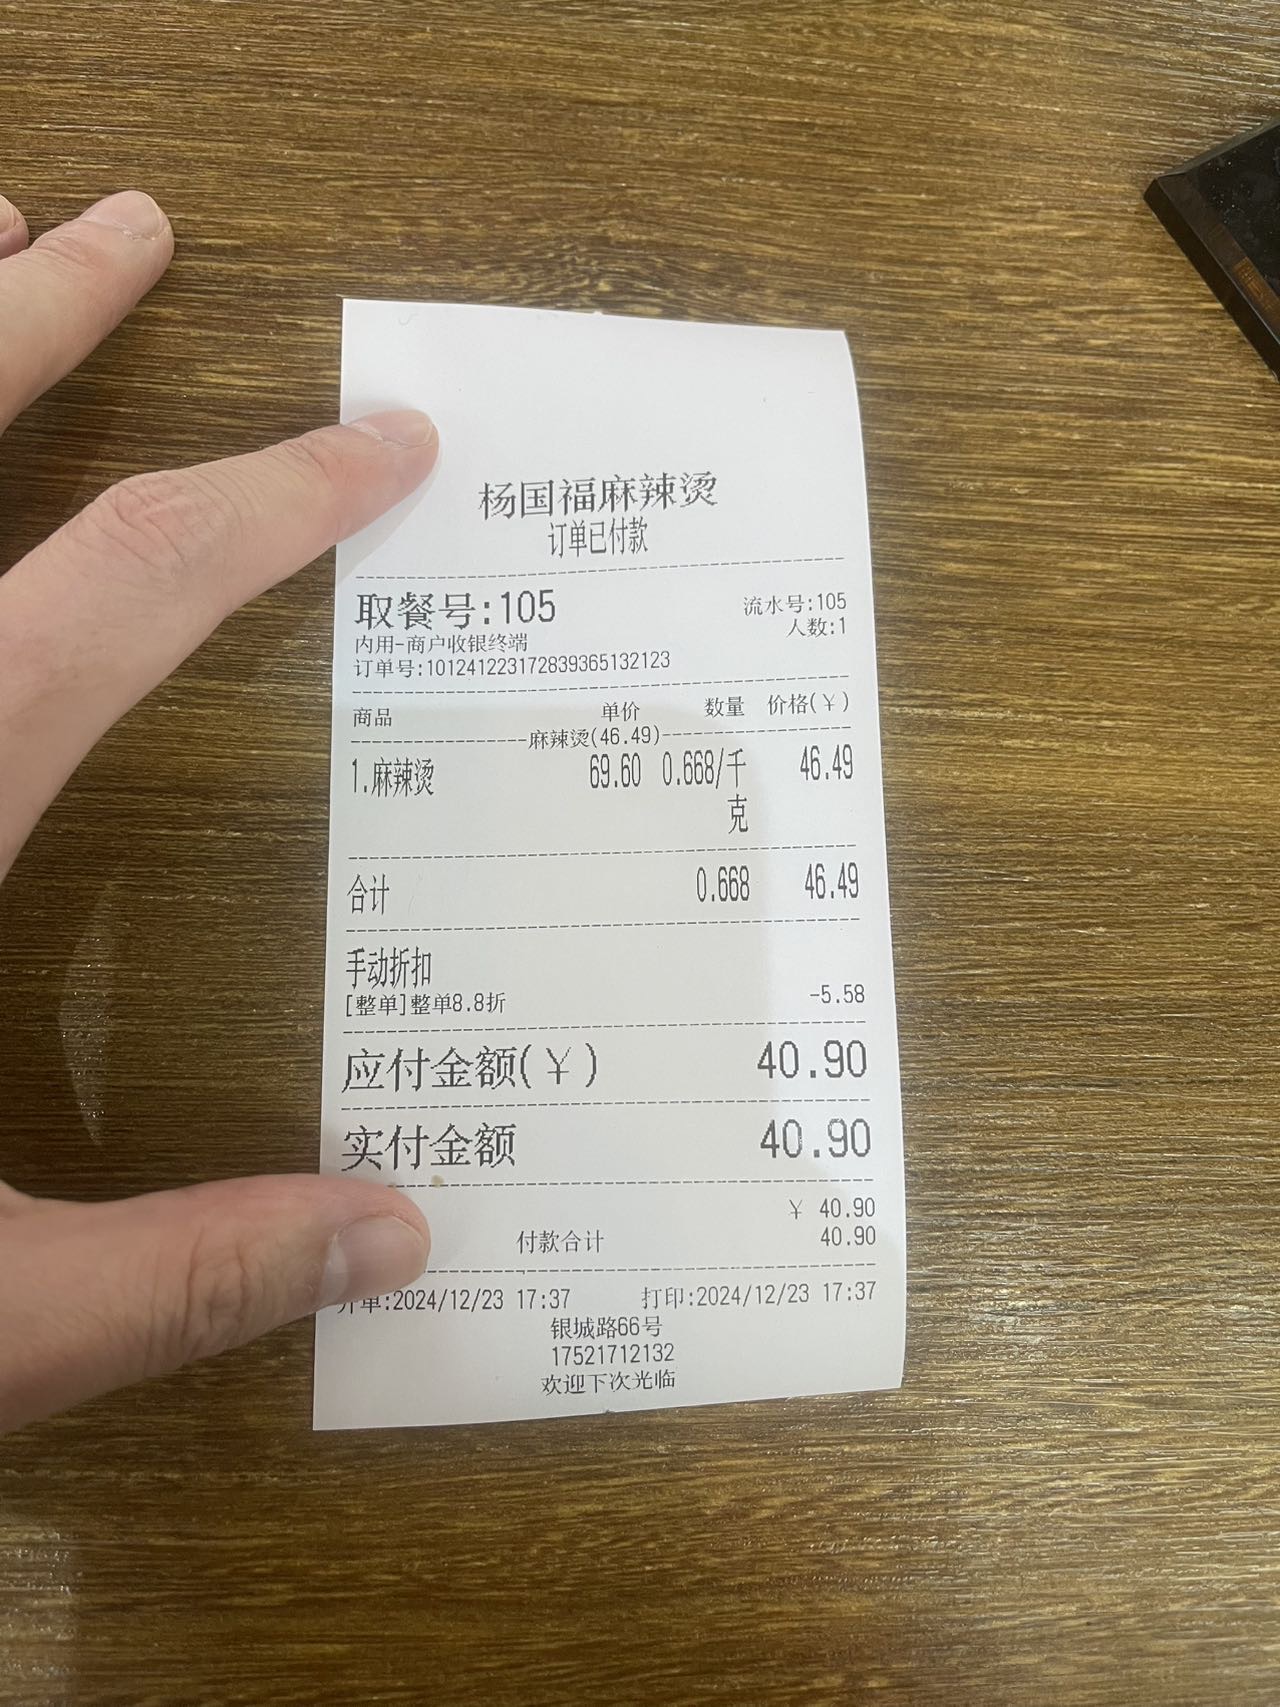 杨国福麻辣烫
订单已付款
取餐号:105 流水号:105
人数:1
内用-商户收银终端
订单号:101241223172839365132123
商品 单价 数量 价格(¥)
麻辣烫(46.49)
1.麻辣烫 69.60 0.668/千克 46.49
合计 0.668 46.49
手动折扣
[整单]整单8.8折 -5.58
应付金额(¥) 40.90
实付金额 40.90
¥ 40.90
付款合计 40.90
开单:2024/12/23 17:37 打印:2024/12/23 17:37
银城路66号
17521712132
欢迎下次光临